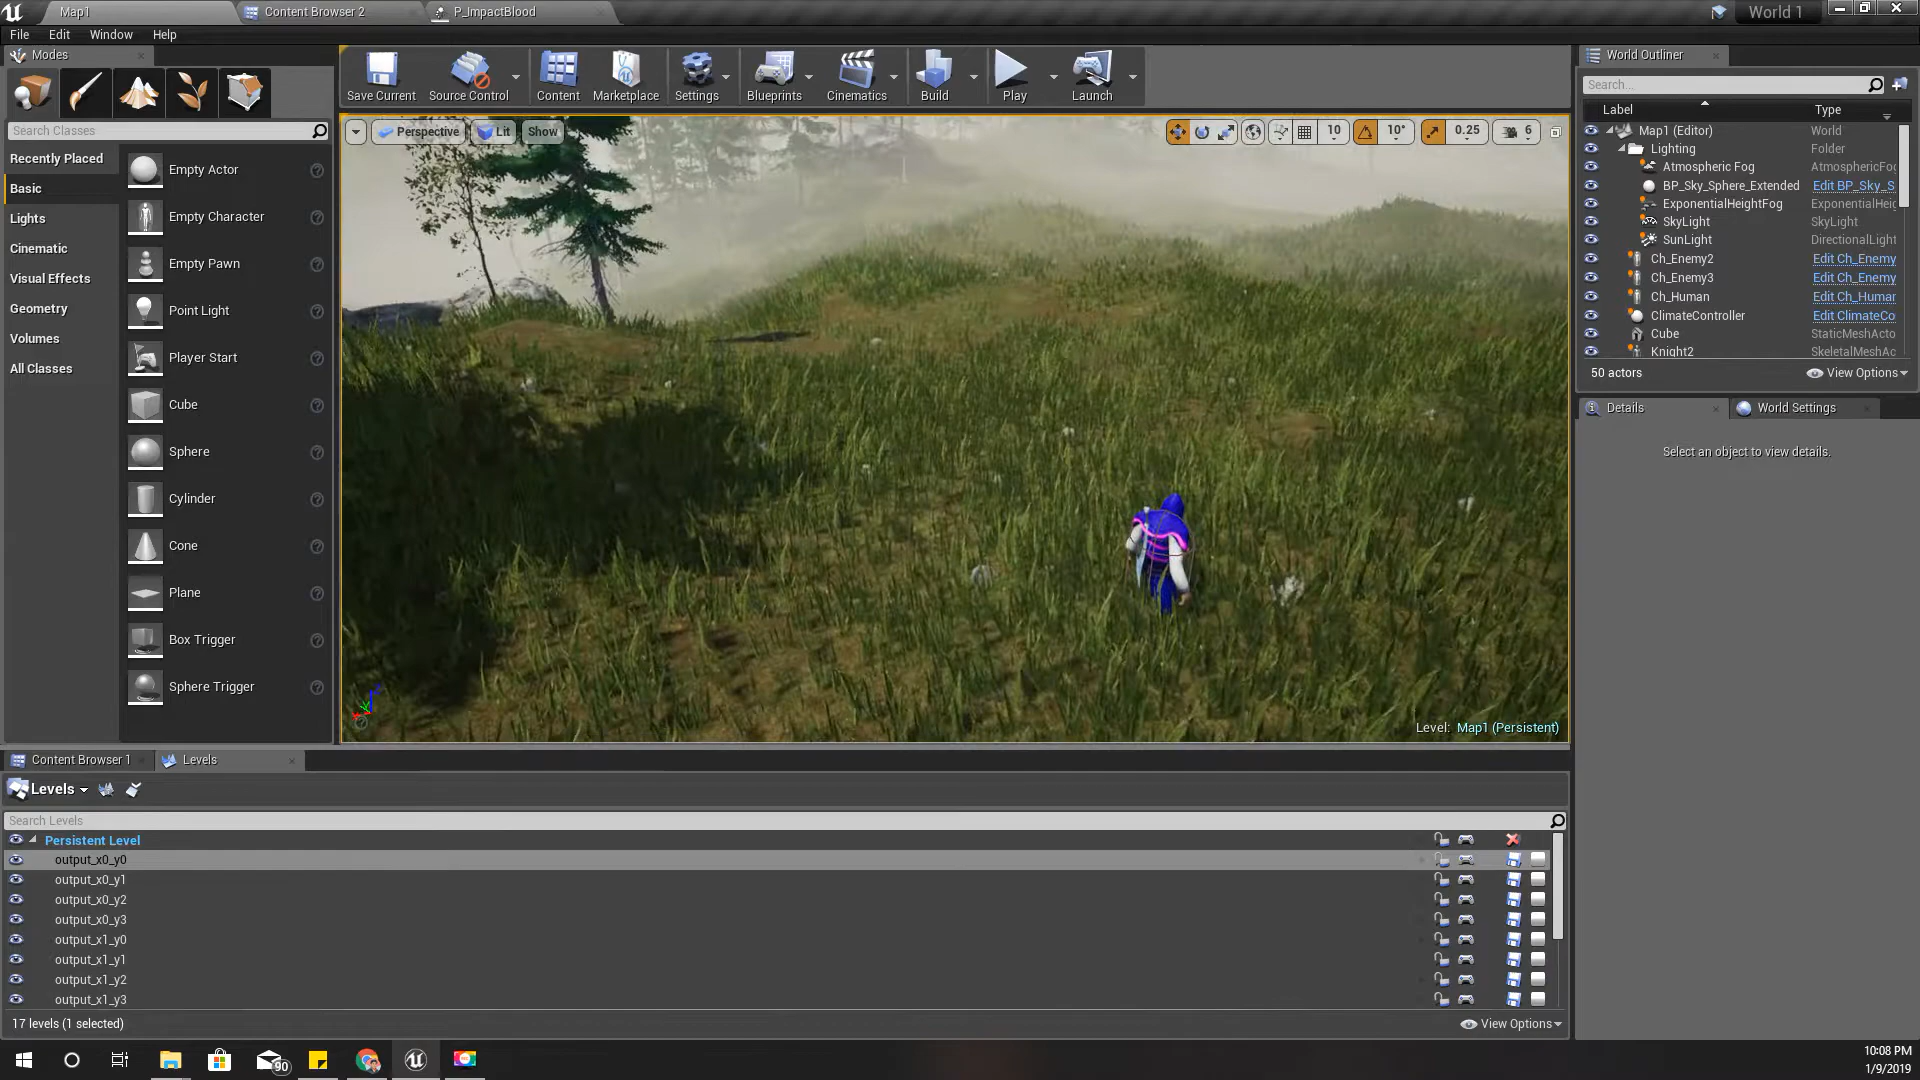 Map1
Content Browser 2
P_ImpactBlood
World 1
File Edit Window Help
Modes
Search Classes
Recently Placed
Basic
Lights
Cinematic
Visual Effects
Geometry
Volumes
All Classes
Empty Actor
Empty Character
Empty Pawn
Point Light
Player Start
Cube
Sphere
Cylinder
Cone
Plane
Box Trigger
Sphere Trigger
Save Current
Source Control
Content
Marketplace
Settings
Blueprints
Cinematics
Build
Play
Launch
Perspective
Lit
Show
10
10°
0.25
6
Level: Map1 (Persistent)
World Outliner
Search...
Label Type
Map1 (Editor) World
Lighting Folder
Atmospheric Fog AtmosphericFog
BP_Sky_Sphere_Extended Edit BP_Sky_S
ExponentialHeightFog ExponentialHeig
SkyLight SkyLight
SunLight DirectionalLight
Ch_Enemy2 Edit Ch_Enemy
Ch_Enemy3 Edit Ch_Enemy
Ch_Human Edit Ch_Human
ClimateController Edit ClimateCo
Cube StaticMeshActo
Knight2 SkeletalMeshAc
50 actors
View Options
Details
World Settings
Select an object to view details.
Content Browser 1
Levels
Levels
Search Levels
Persistent Level
output_x0_y0
output_x0_y1
output_x0_y2
output_x0_y3
output_x1_y0
output_x1_y1
output_x1_y2
output_x1_y3
17 levels (1 selected)
View Options
90
10:08 PM
1/9/2019